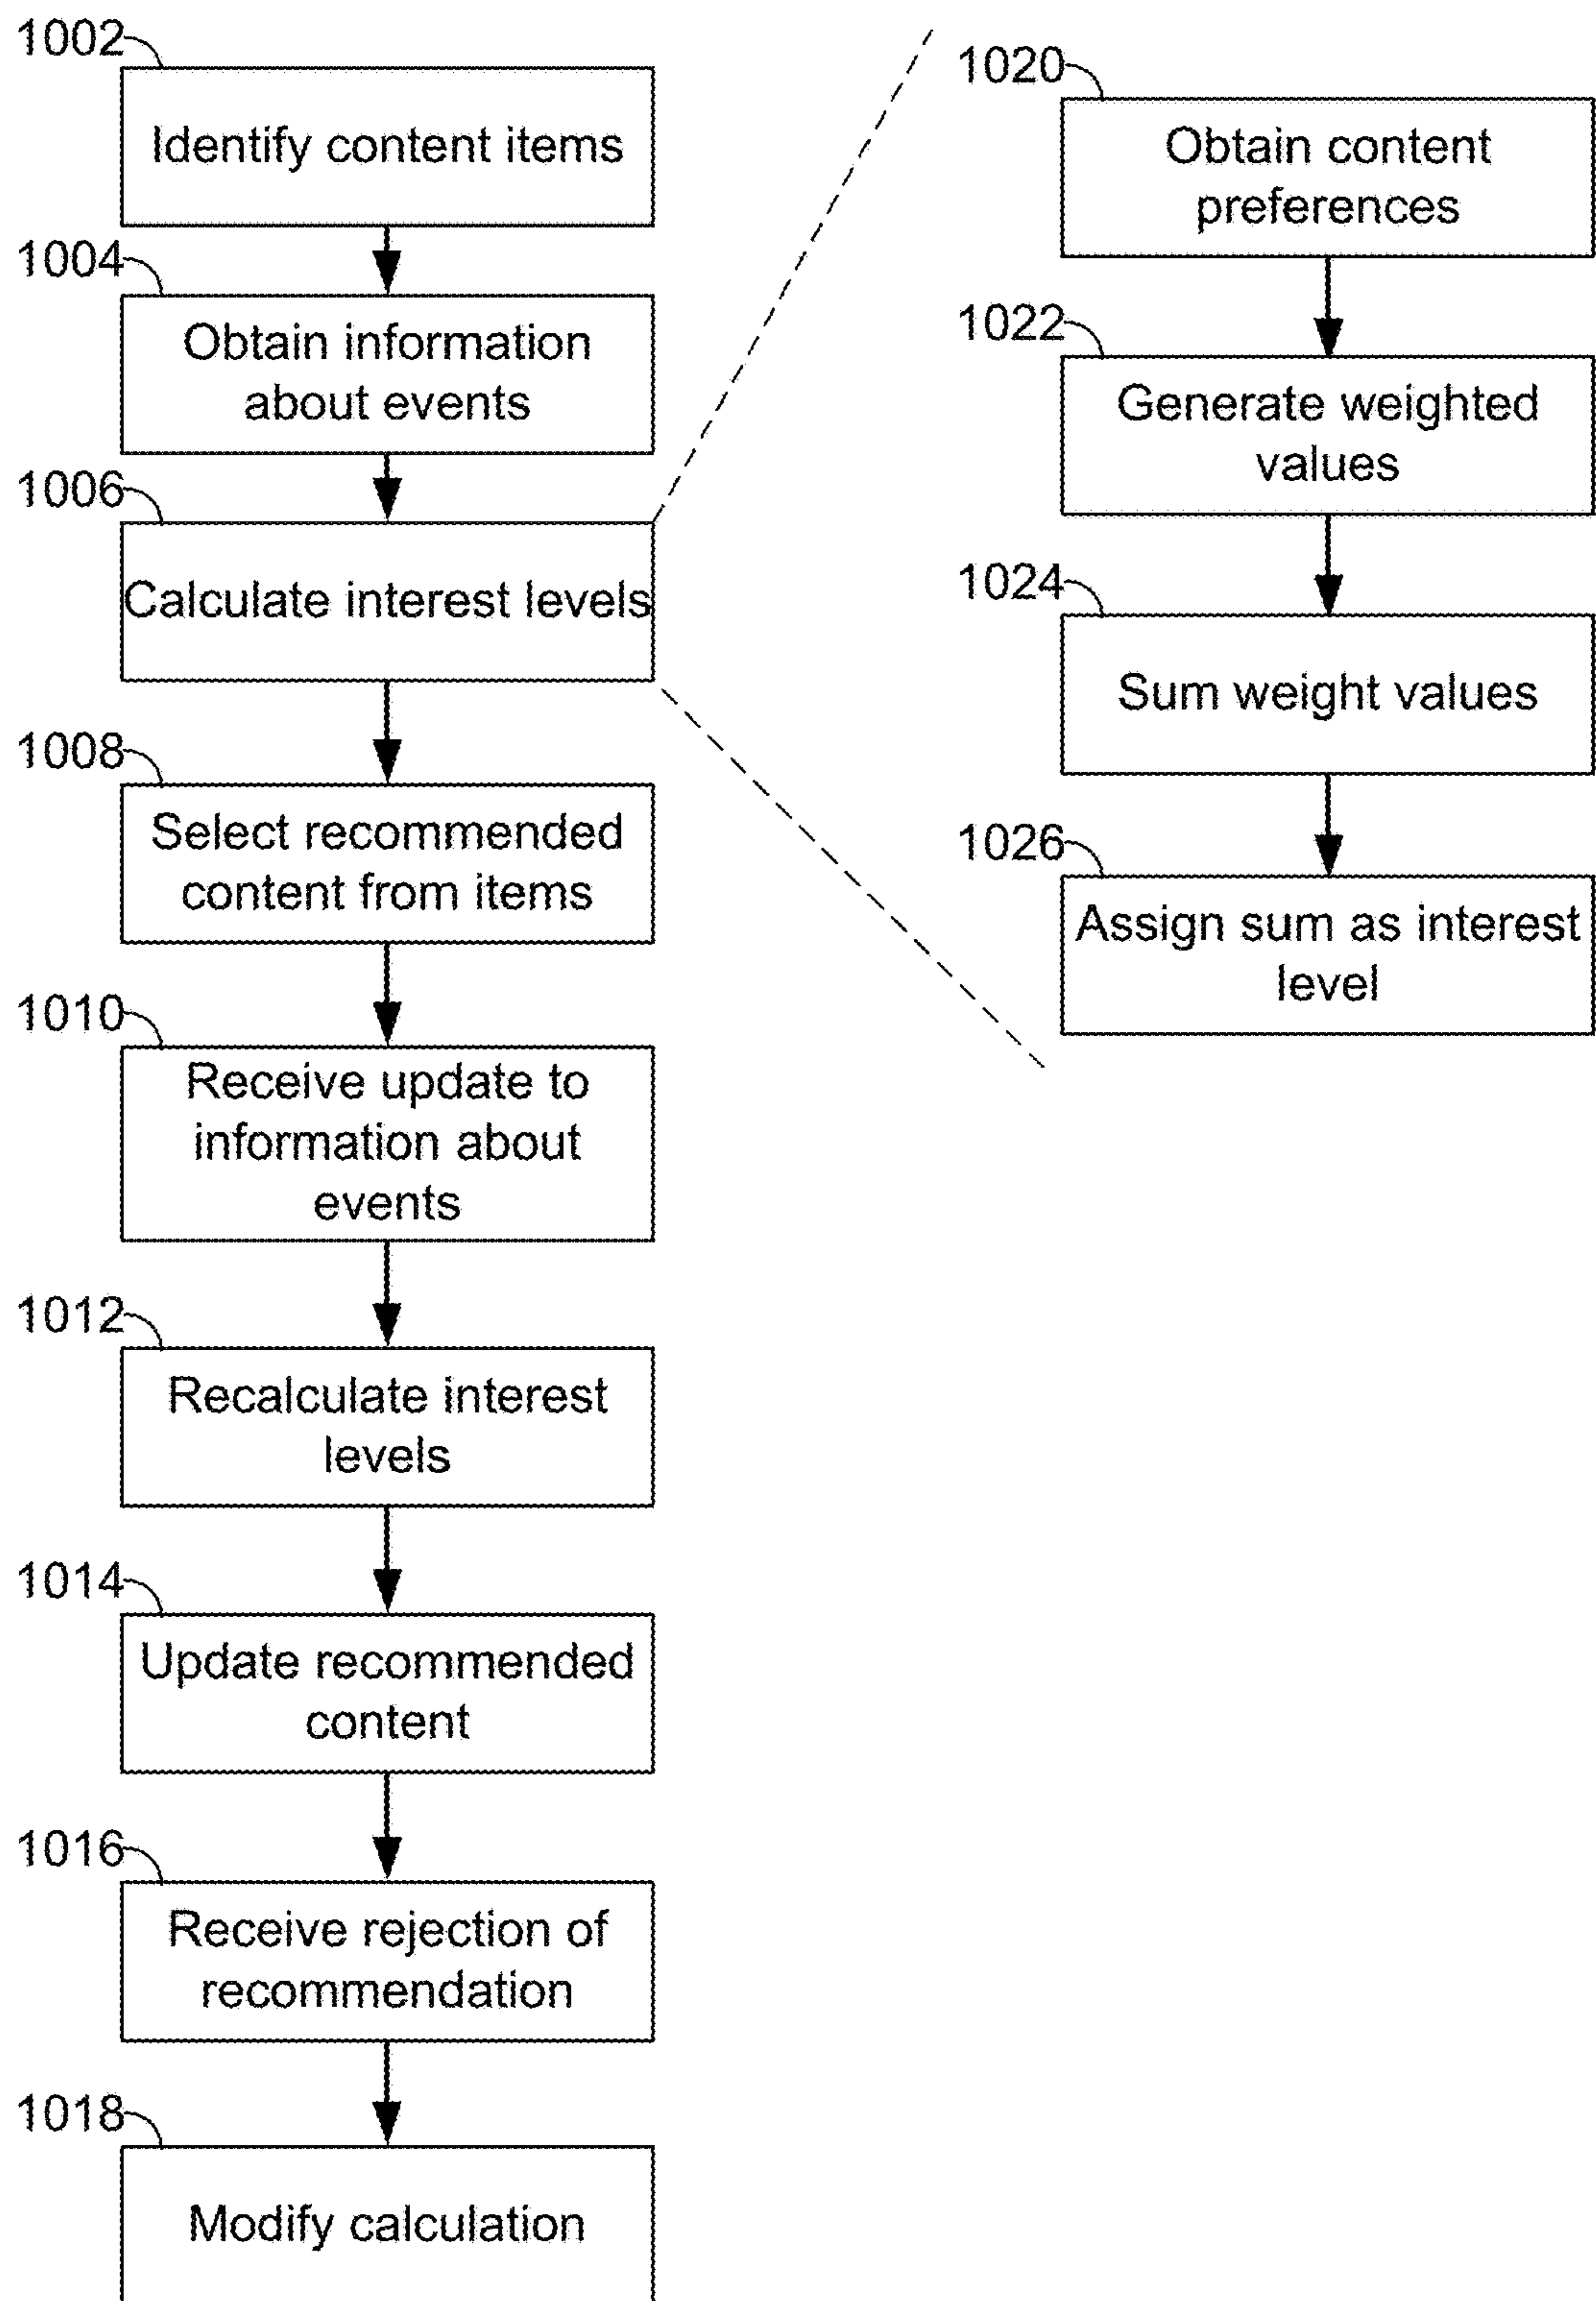 1002
Identify content items
1004
Obtain information
about events
1006
Calculate interest levels
1008
Select recommended
content from items
1010
Receive update to
information about
events
1012
Recalculate interest
levels
1014
Update recommended
content
1016
Receive rejection of
recommendation
1018
Modify calculation
1020
Obtain content
preferences
1022
Generate weighted
values
1024
Sum weight values
1026
Assign sum as interest
level